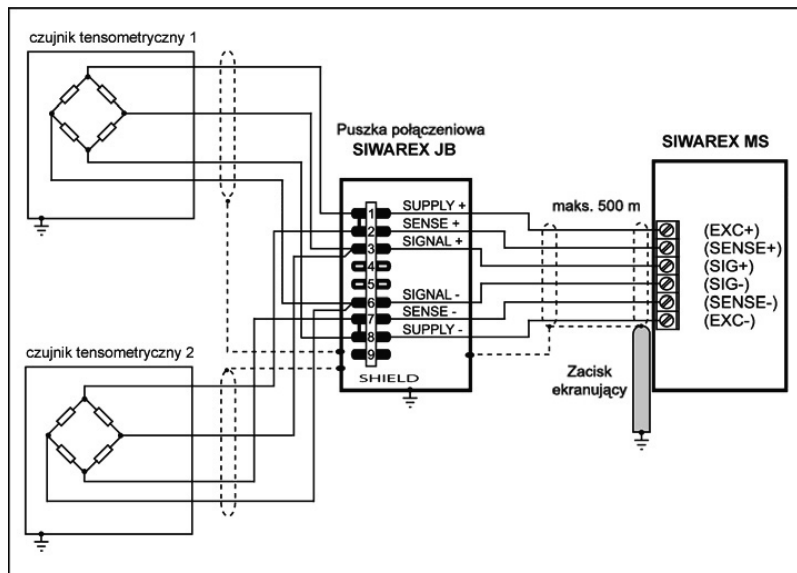 czujnik tensometryczny 1
Puszka połączeniowa
SIWAREX JB
SIWAREX MS
maks. 500 m
1 SUPPLY +
2 SENSE +
3 SIGNAL +
4
5
6 SIGNAL -
7 SENSE -
8 SUPPLY -
9
SHIELD
(EXC+)
(SENSE+)
(SIG+)
(SIG-)
(SENSE-)
(EXC-)
Zacisk
ekranujący
czujnik tensometryczny 2